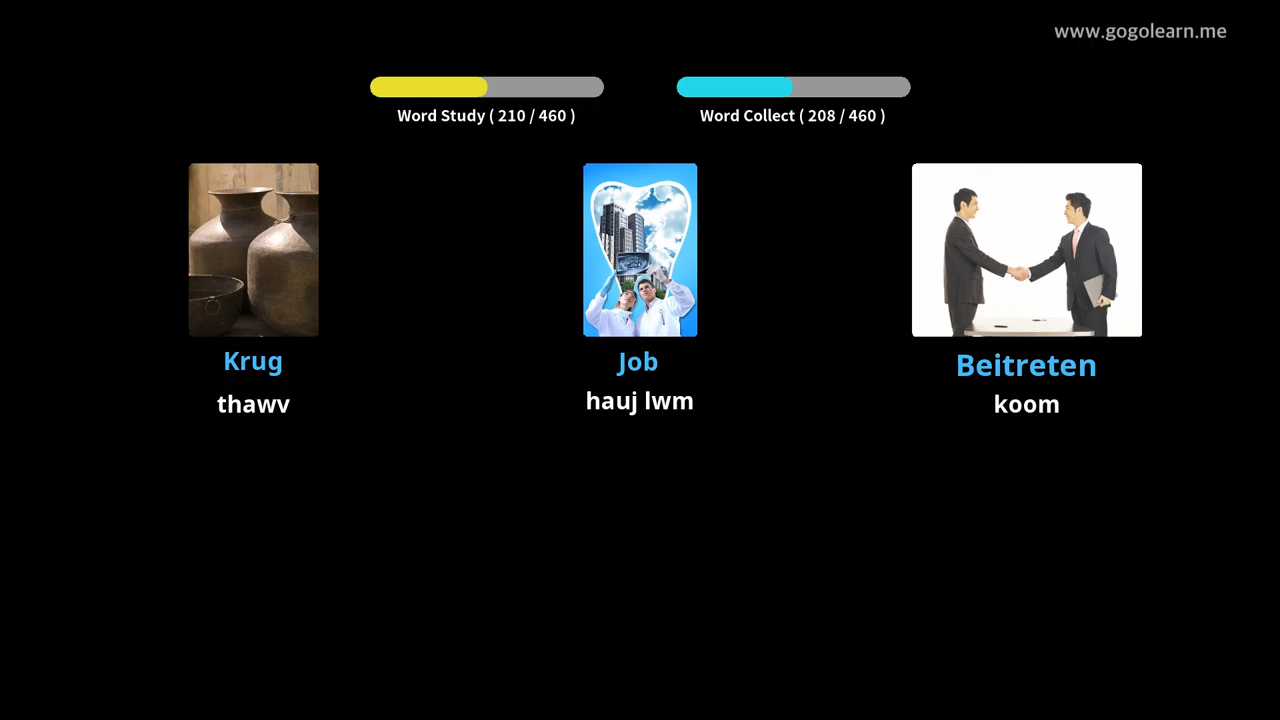 www.gogolearn.me
Word Study ( 210 / 460 )
Word Collect ( 208 / 460 )
Krug
Job
Beitreten
thawv
hauj lwm
koom